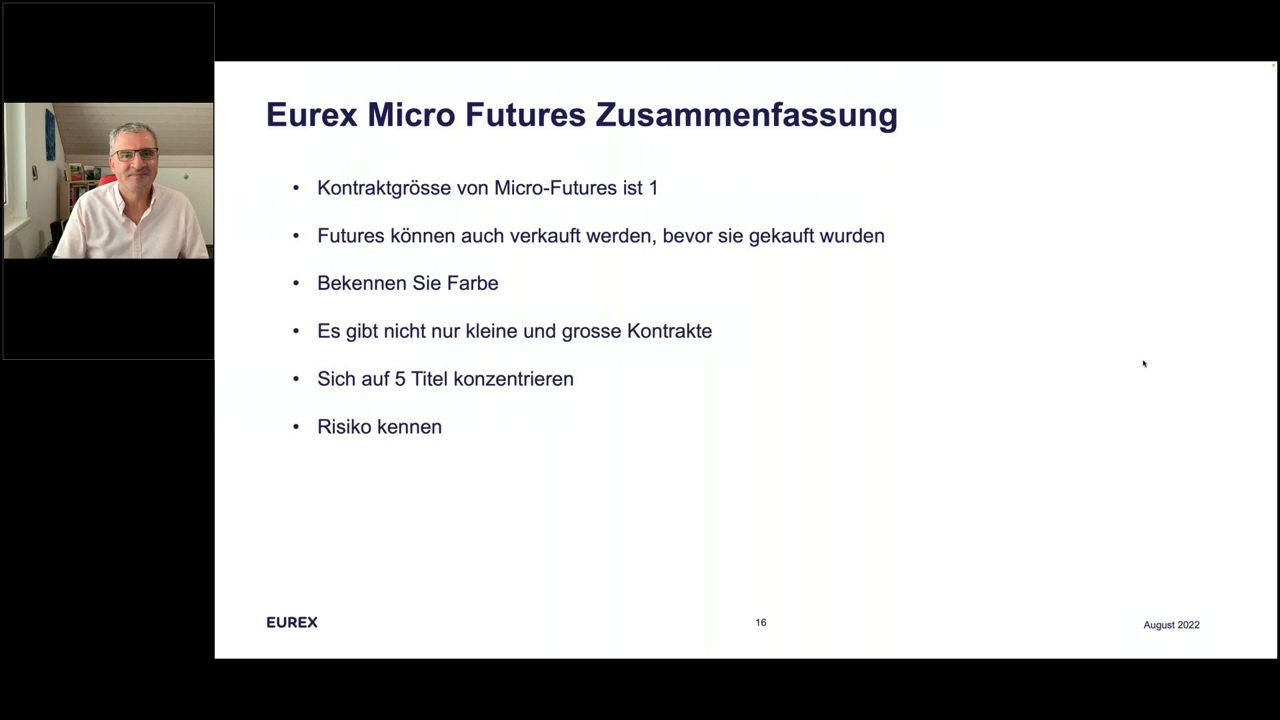 Eurex Micro Futures Zusammenfassung
• Kontraktgrösse von Micro-Futures ist 1
• Futures können auch verkauft werden, bevor sie gekauft wurden
• Bekennen Sie Farbe
• Es gibt nicht nur kleine und grosse Kontrakte
• Sich auf 5 Titel konzentrieren
• Risiko kennen
EUREX
16
August 2022